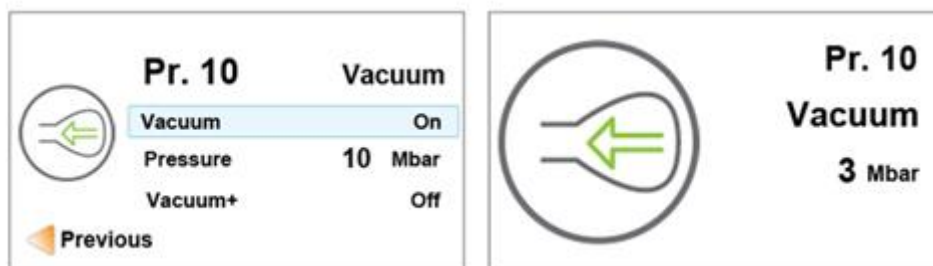 Pr. 10 Vacuum
Vacuum On
Pressure 10 Mbar
Vacuum+ Off
Previous
Pr. 10
Vacuum
3 Mbar